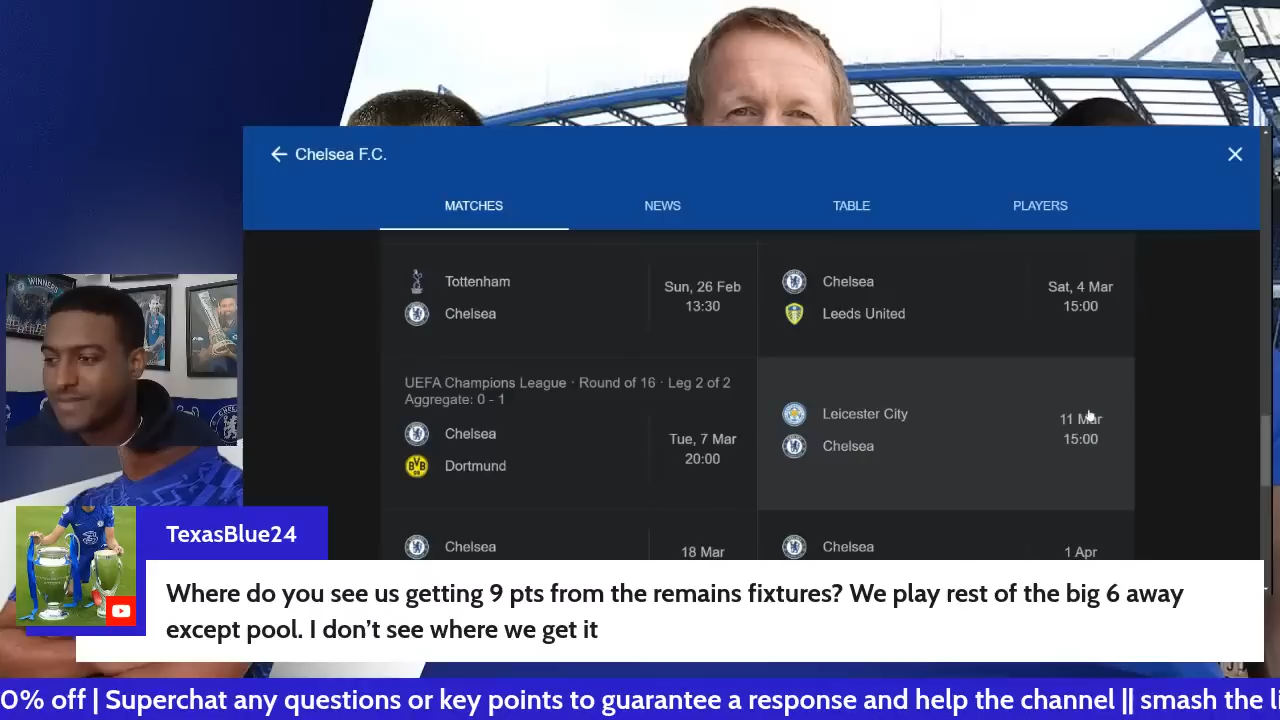 Chelsea F.C.
MATCHES
NEWS
TABLE
PLAYERS
Tottenham
Chelsea
Sun, 26 Feb
13:30
Chelsea
Leeds United
Sat, 4 Mar
15:00
UEFA Champions League · Round of 16 · Leg 2 of 2
Aggregate: 0 - 1
Chelsea
Dortmund
Tue, 7 Mar
20:00
Leicester City
Chelsea
11 Mar
15:00
Chelsea
18 Mar
Chelsea
1 Apr
WINNERS
TexasBlue24
Where do you see us getting 9 pts from the remains fixtures? We play rest of the big 6 away
except pool. I don’t see where we get it
0% off | Superchat any questions or key points to guarantee a response and help the channel || smash the li